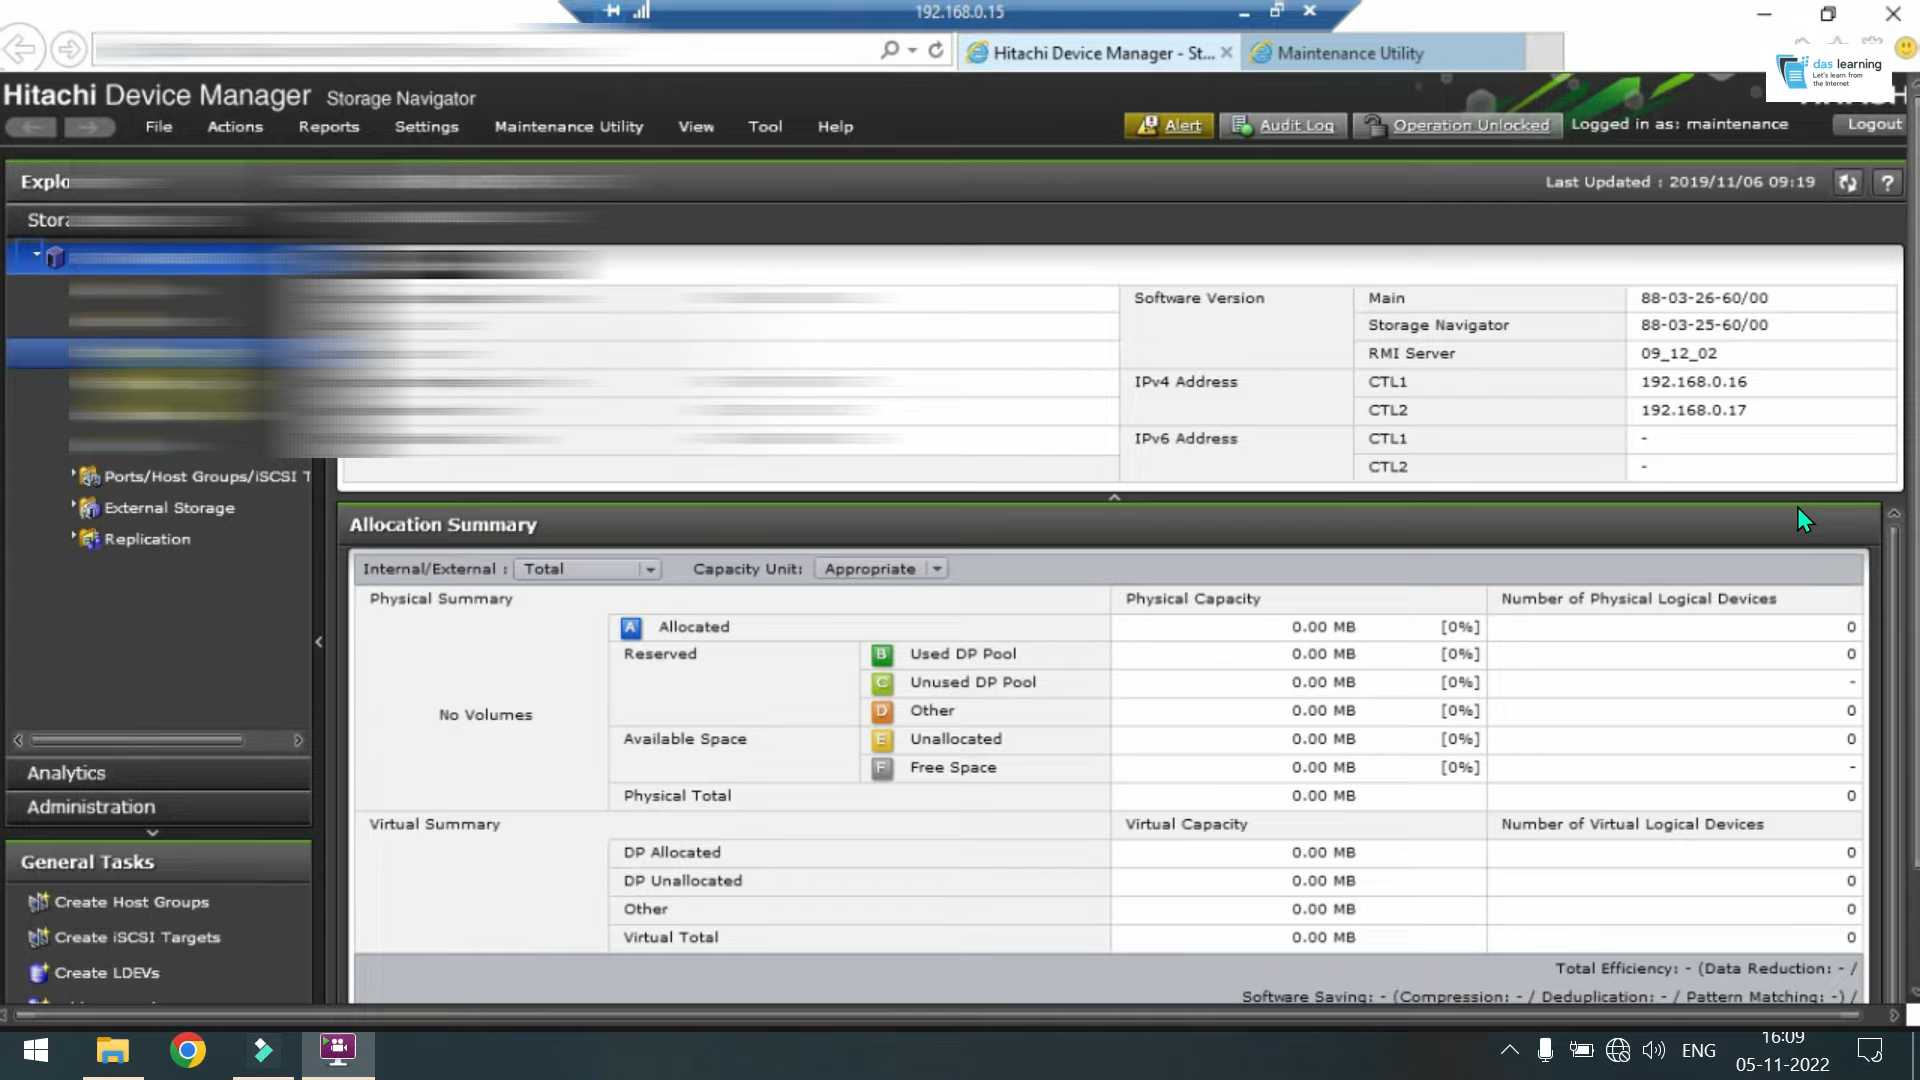 192.168.0.15
Hitachi Device Manager - St...
Maintenance Utility
das learning
Let's learn from
the Internet
Hitachi Device Manager Storage Navigator
File Actions Reports Settings Maintenance Utility View Tool Help
Alert Audit Log Operation Unlocked Logged in as: maintenance Logout
Explo
Last Updated : 2019/11/06 09:19
?
Stora
Software Version Main 88-03-26-60/00
Storage Navigator 88-03-25-60/00
RMI Server 09_12_02
IPv4 Address CTL1 192.168.0.16
CTL2 192.168.0.17
IPv6 Address CTL1 -
CTL2 -
Ports/Host Groups/iSCSI T
External Storage
Replication
Analytics
Administration
General Tasks
Create Host Groups
Create iSCSI Targets
Create LDEVs
Allocation Summary
Internal/External : Total Capacity Unit: Appropriate
Physical Summary Physical Capacity Number of Physical Logical Devices
A Allocated 0.00 MB [0%] 0
Reserved B Used DP Pool 0.00 MB [0%] 0
C Unused DP Pool 0.00 MB [0%] -
No Volumes D Other 0.00 MB [0%] 0
Available Space E Unallocated 0.00 MB [0%] 0
F Free Space 0.00 MB [0%] -
Physical Total 0.00 MB 0
Virtual Summary Virtual Capacity Number of Virtual Logical Devices
DP Allocated 0.00 MB 0
DP Unallocated 0.00 MB 0
Other 0.00 MB 0
Virtual Total 0.00 MB 0
Total Efficiency: - (Data Reduction: - /
Software Saving: - (Compression: - / Deduplication: - / Pattern Matching: -) /
ENG
16:09
05-11-2022